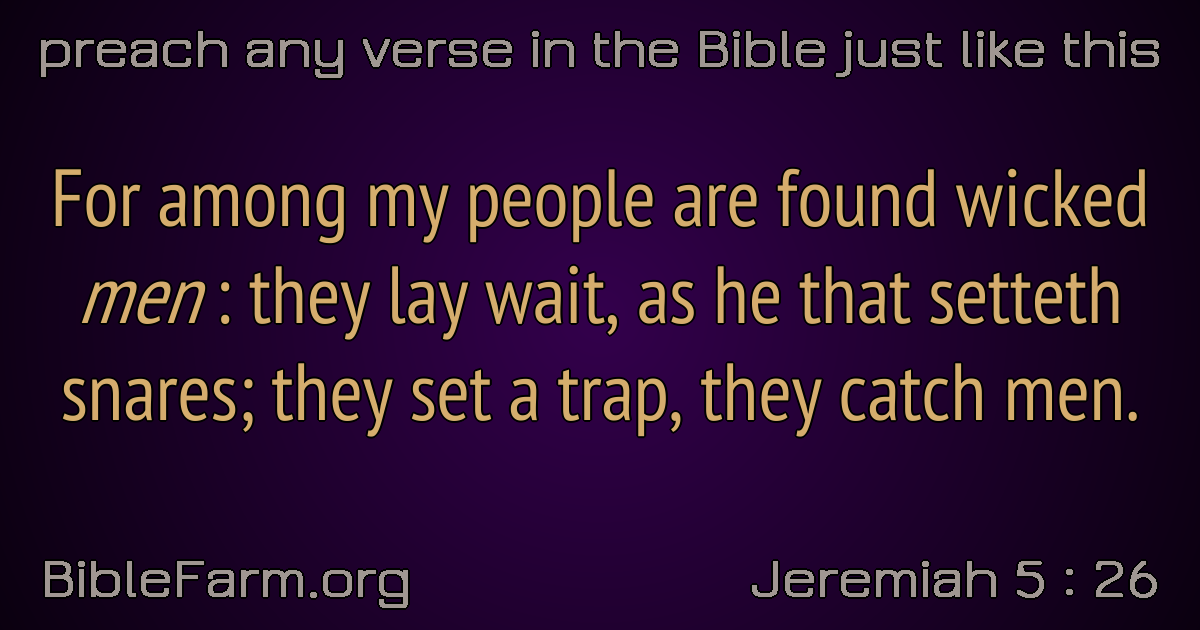 preach any verse in the Bible just like this
For among my people are found wicked
men : they lay wait, as he that setteth
snares; they set a trap, they catch men.
BibleFarm.org
Jeremiah 5 : 26